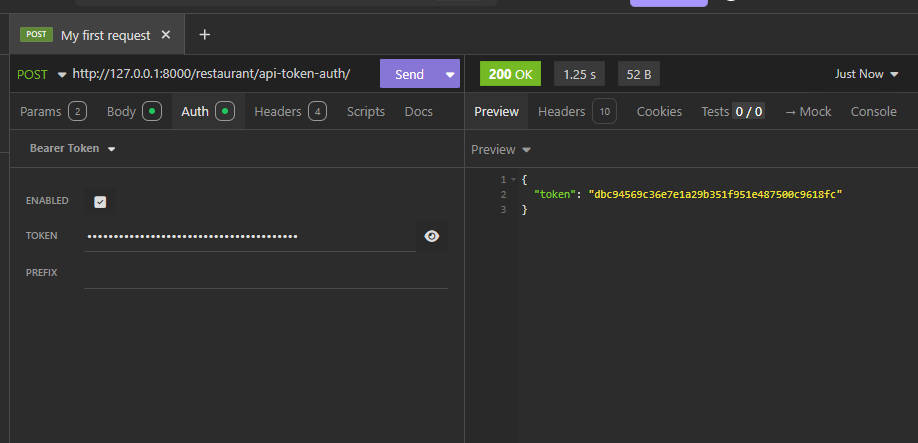 POST My first request
POST http://127.0.0.1:8000/restaurant/api-token-auth/ Send
200 OK 1.25 s 52 B Just Now
Params 2 Body Auth Headers 4 Scripts Docs
Preview Headers 10 Cookies Tests 0 / 0 → Mock Console
Bearer Token
Preview
ENABLED
TOKEN ••••••••••••••••••••••••••••••••••••••••
PREFIX
1 {
2 "token": "dbc94569c36e7e1a29b351f951e487500c9618fc"
3 }